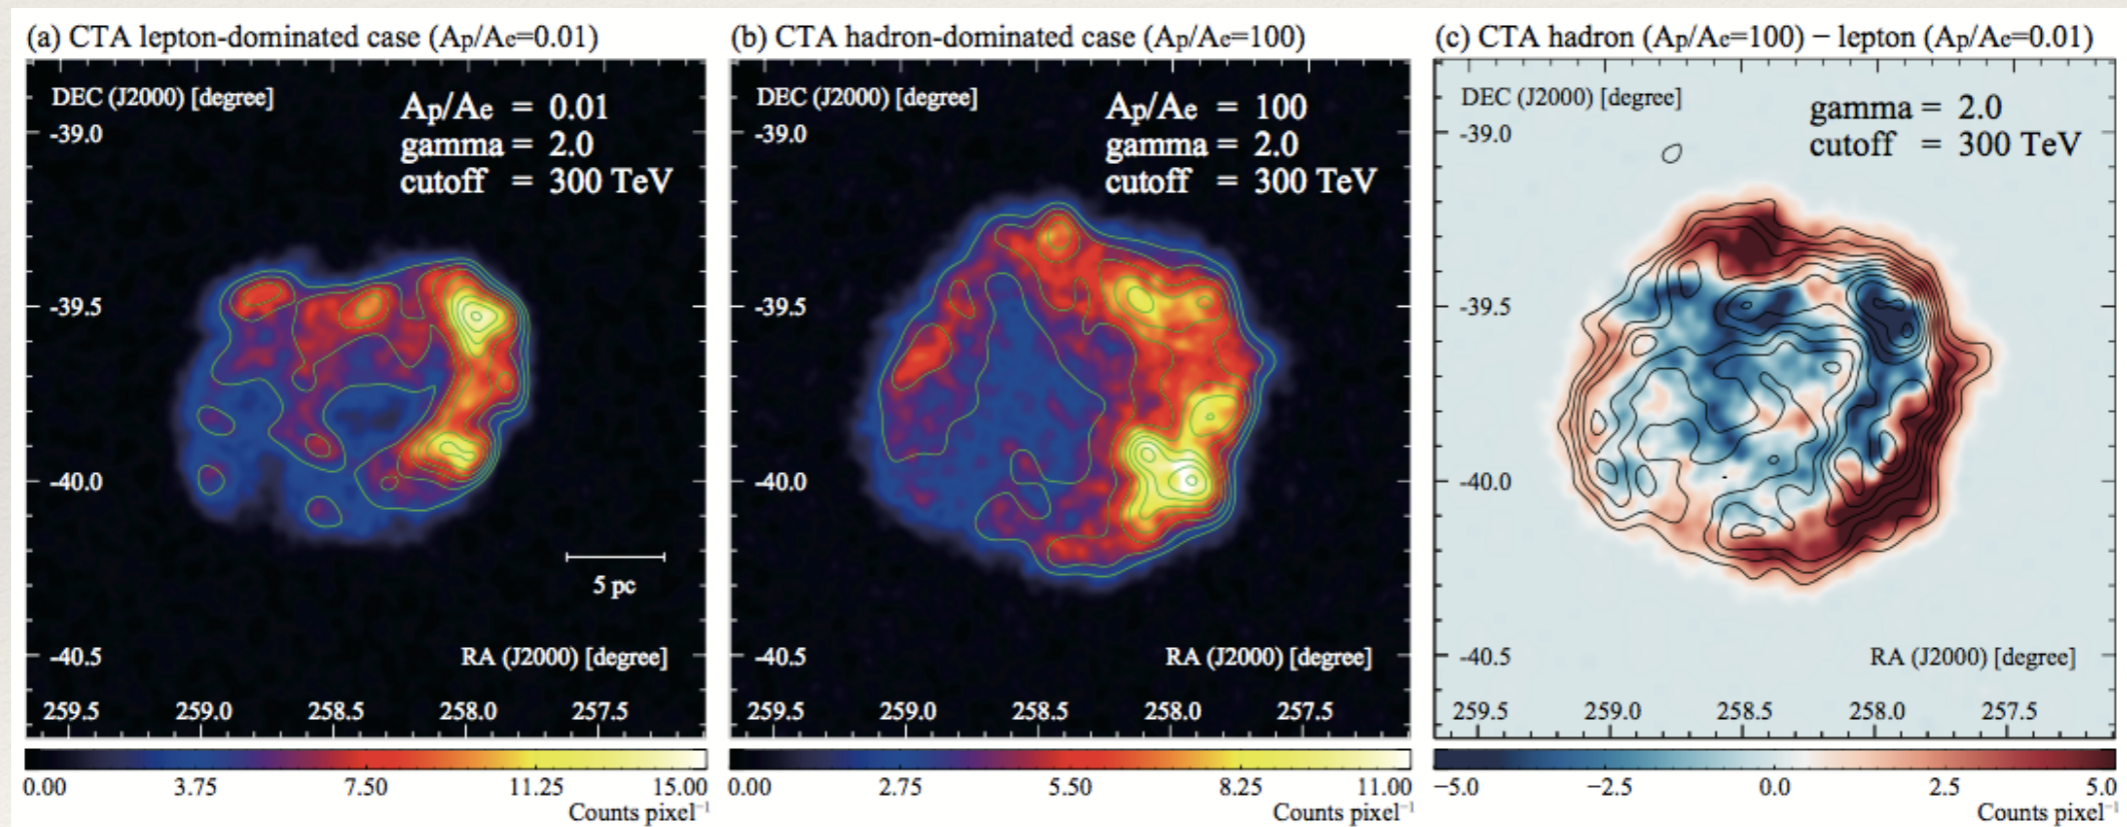 (a) CTA lepton-dominated case (Ap/Ae=0.01)
DEC (J2000) [degree]
Ap/Ae = 0.01
gamma = 2.0
cutoff = 300 TeV
-39.0
-39.5
-40.0
-40.5
5 pc
RA (J2000) [degree]
259.5 259.0 258.5 258.0 257.5
0.00 3.75 7.50 11.25 15.00
Counts pixel⁻¹
(b) CTA hadron-dominated case (Ap/Ae=100)
DEC (J2000) [degree]
Ap/Ae = 100
gamma = 2.0
cutoff = 300 TeV
-39.0
-39.5
-40.0
-40.5
RA (J2000) [degree]
259.5 259.0 258.5 258.0 257.5
0.00 2.75 5.50 8.25 11.00
Counts pixel⁻¹
(c) CTA hadron (Ap/Ae=100) − lepton (Ap/Ae=0.01)
DEC (J2000) [degree]
gamma = 2.0
cutoff = 300 TeV
-39.0
-39.5
-40.0
-40.5
RA (J2000) [degree]
259.5 259.0 258.5 258.0 257.5
−5.0 −2.5 0.0 2.5 5.0
Counts pixel⁻¹